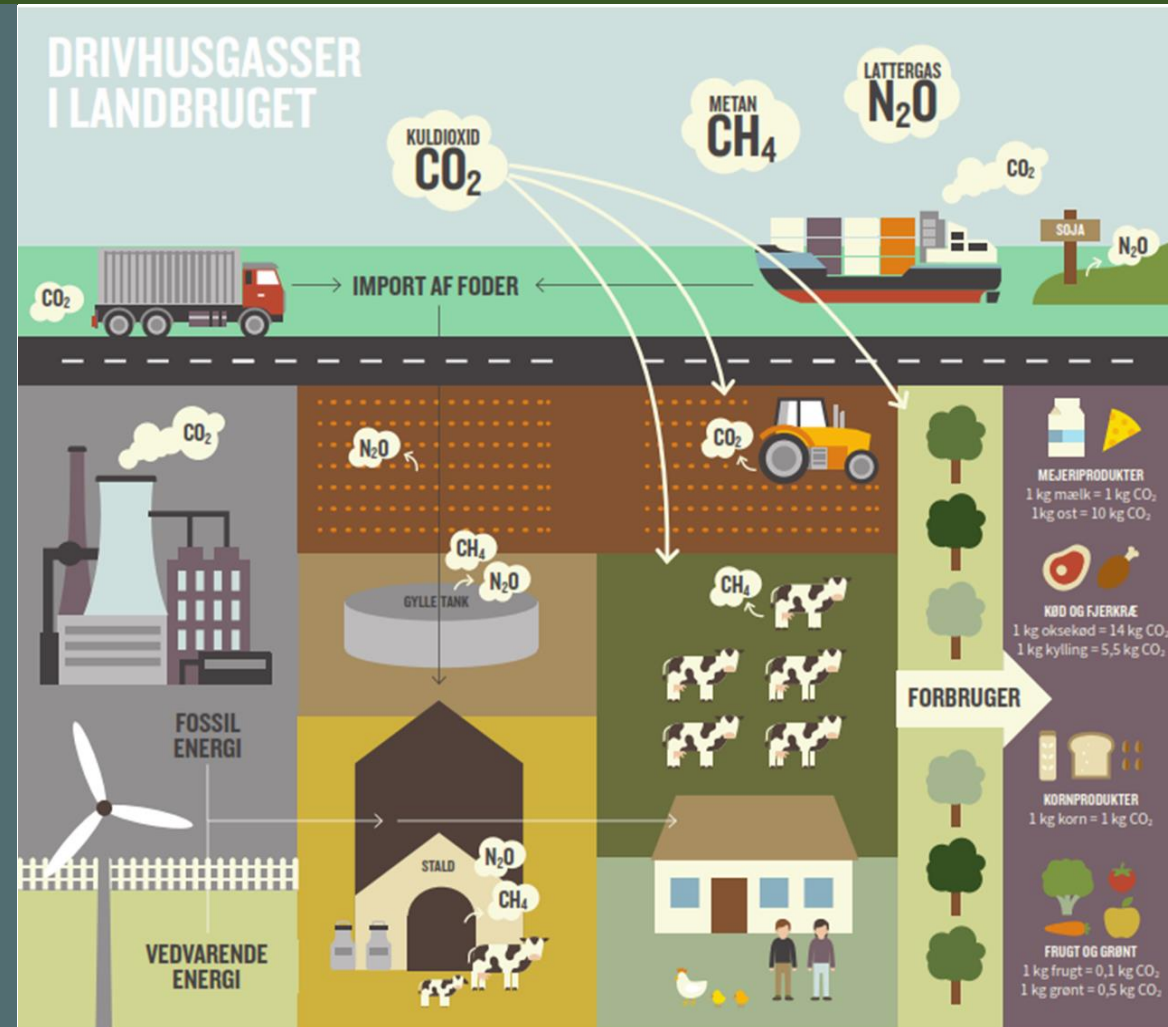 DRIVHUSGASSER
I LANDBRUGET
KULDIOXID
CO₂
METAN
CH₄
LATTERGAS
N₂O
CO₂
SOJA
N₂O
CO₂
IMPORT AF FODER
CO₂
N₂O
CO₂
CH₄
N₂O
GYLLE TANK
CH₄
FOSSIL
ENERGI
STALD
N₂O
CH₄
VEDVARENDE
ENERGI
FORBRUGER
MEJERIPRODUKTER
1 kg mælk = 1 kg CO₂
1kg ost = 10 kg CO₂
KØD OG FJERKRÆ
1 kg oksekød = 14 kg CO₂
1 kg kylling = 5,5 kg CO₂
KORNPRODUKTER
1 kg korn = 1 kg CO₂
FRUGT OG GRØNT
1 kg frugt = 0,1 kg CO₂
1 kg grønt = 0,5 kg CO₂